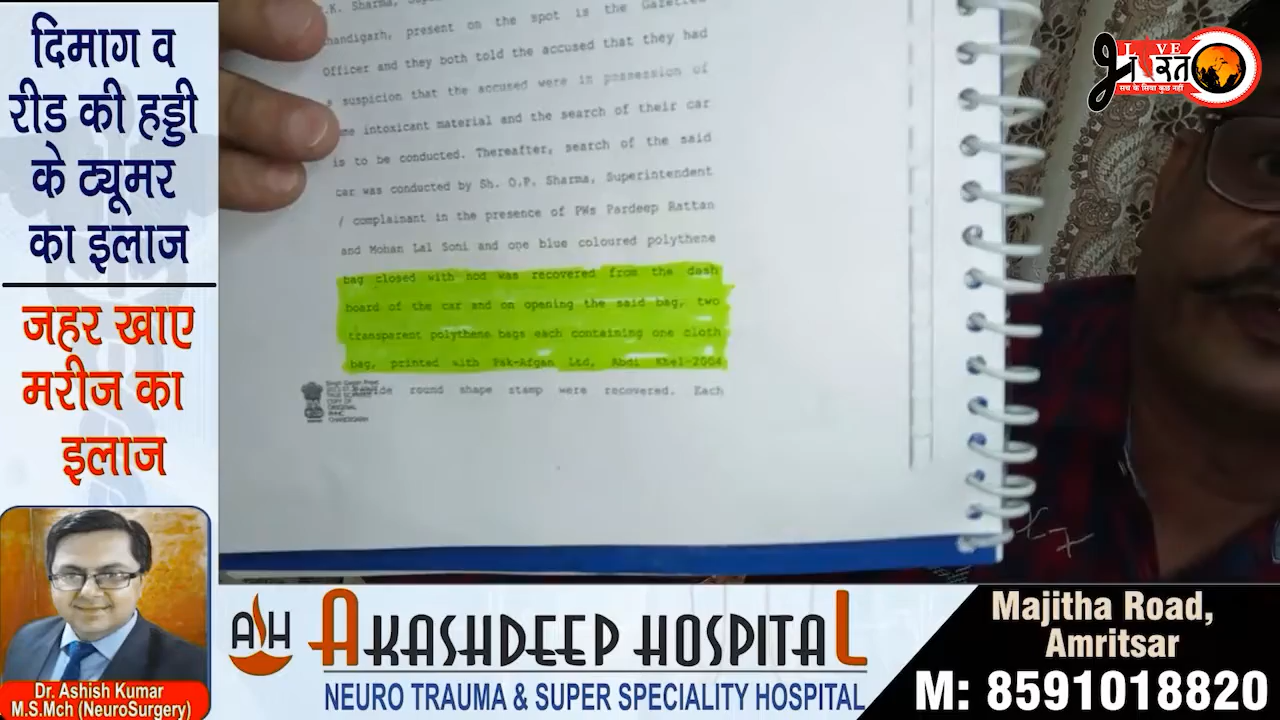 दिमाग व
रीड की हड्डी
के ट्यूमर
का इलाज
जहर खाए
मरीज का
इलाज
Dr. Ashish Kumar
M.S.Mch (NeuroSurgery)
.K. Sharma,
handigarh, present on the spot is the Gazetted
Officer and they both told the accused that they had
suspicion that the accused were in possession of
me intoxicant material and the search of their car
is to be conducted. Thereafter, search of the said
car was conducted by Sh. O.P. Sharma, Superintendent
/ complainant in the presence of PWs Pardeep Rattan
and Mohan Lal Soni and one blue coloured polythene
bag closed with nod was recovered from the dash
board of the car and on opening the said bag, two
transparent polythene bags each containing one cloth
bag, printed with Pak-Afgan Ltd, Abdi Khel-2004
round shape stamp were recovered. Each
LIVE
भारत
सच के सिवा कुछ नहीं
ASH
AKASHDEEP HOSPITAL
NEURO TRAUMA & SUPER SPECIALITY HOSPITAL
Majitha Road,
Amritsar
M: 8591018820